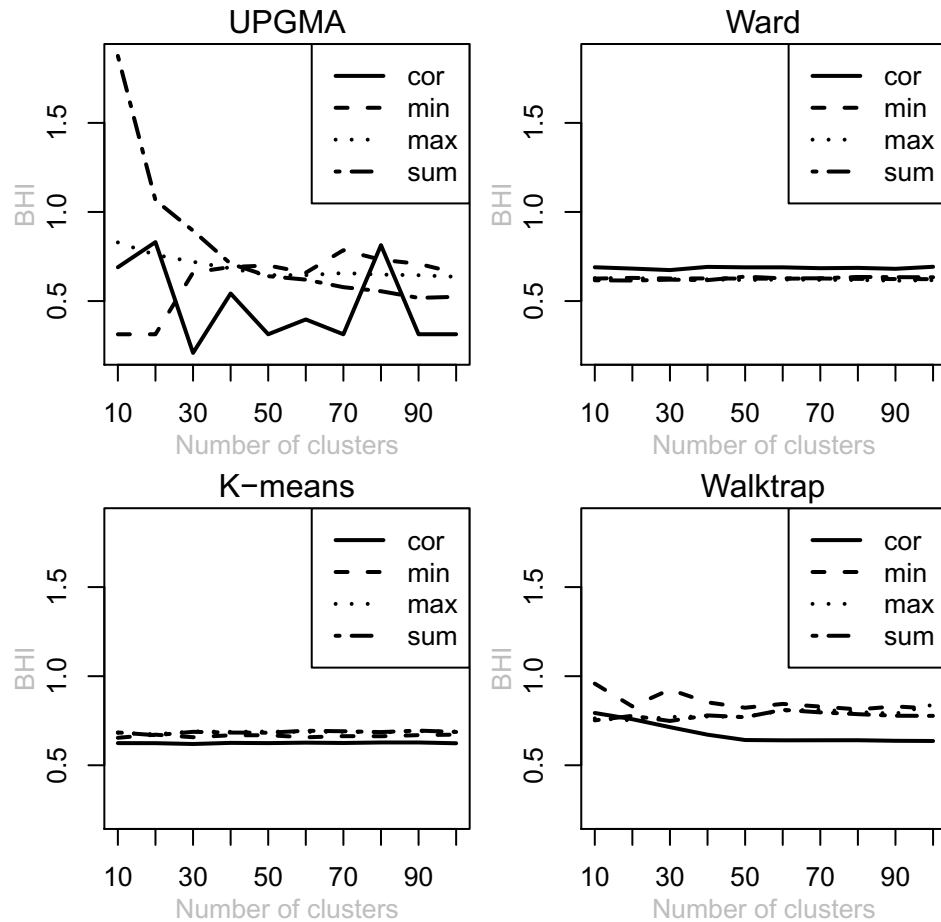 UPGMA
BHI
1.5
1.0
0.5
cor
min
max
sum
10 30 50 70 90
Number of clusters
Ward
BHI
1.5
1.0
0.5
cor
min
max
sum
10 30 50 70 90
Number of clusters
K−means
BHI
1.5
1.0
0.5
cor
min
max
sum
10 30 50 70 90
Number of clusters
Walktrap
BHI
1.5
1.0
0.5
cor
min
max
sum
10 30 50 70 90
Number of clusters